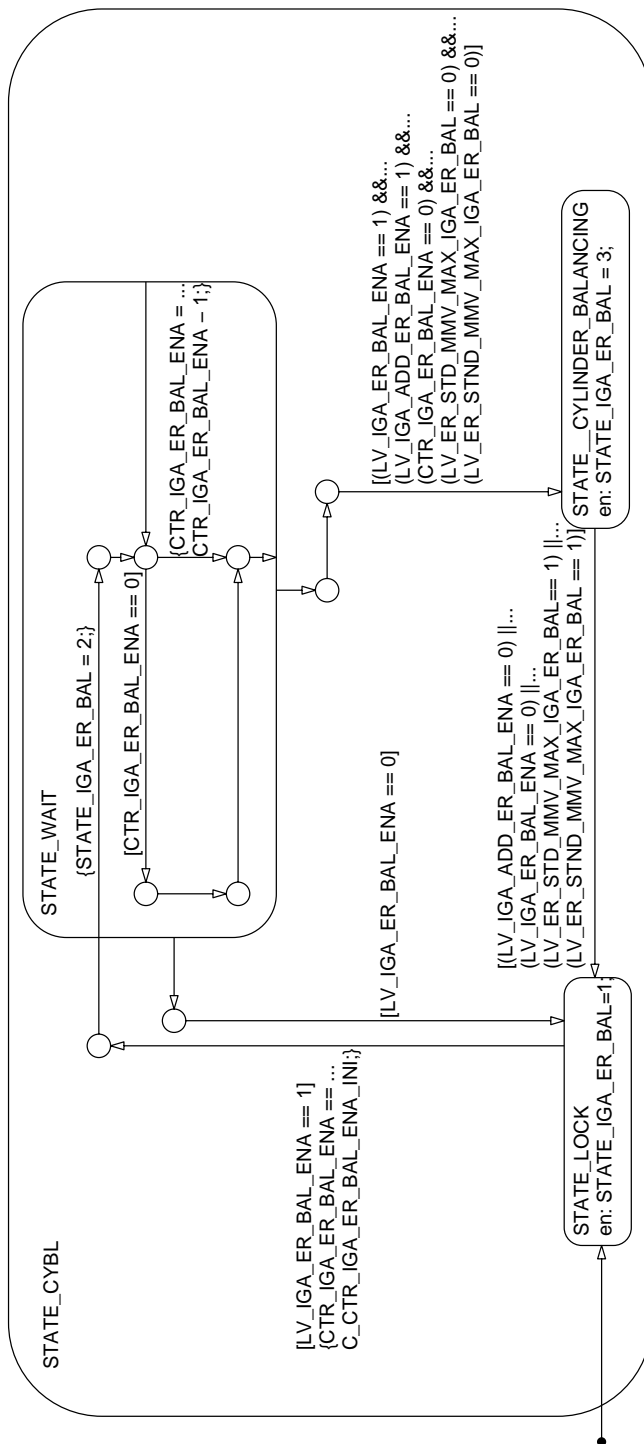 STATE_CYBL
STATE_WAIT
{STATE_IGA_ER_BAL = 2;}
[CTR_IGA_ER_BAL_ENA == 0]
{CTR_IGA_ER_BAL_ENA = ...
CTR_IGA_ER_BAL_ENA − 1;}
[LV_IGA_ER_BAL_ENA == 1]
{CTR_IGA_ER_BAL_ENA == ...
C_CTR_IGA_ER_BAL_ENA_INI;}
[LV_IGA_ER_BAL_ENA == 0]
[(LV_IGA_ER_BAL_ENA == 1) &&...
(LV_IGA_ADD_ER_BAL_ENA == 1) &&...
(CTR_IGA_ER_BAL_ENA == 0) &&...
(LV_ER_STD_MMV_MAX_IGA_ER_BAL == 0) &&...
(LV_ER_STND_MMV_MAX_IGA_ER_BAL == 0)]
[(LV_IGA_ADD_ER_BAL_ENA == 0) ||...
(LV_IGA_ER_BAL_ENA == 0) ||...
(LV_ER_STD_MMV_MAX_IGA_ER_BAL== 1) ||...
(LV_ER_STND_MMV_MAX_IGA_ER_BAL == 1)]
STATE_LOCK
en: STATE_IGA_ER_BAL=1;
STATE__CYLINDER_BALANCING
en: STATE_IGA_ER_BAL = 3;